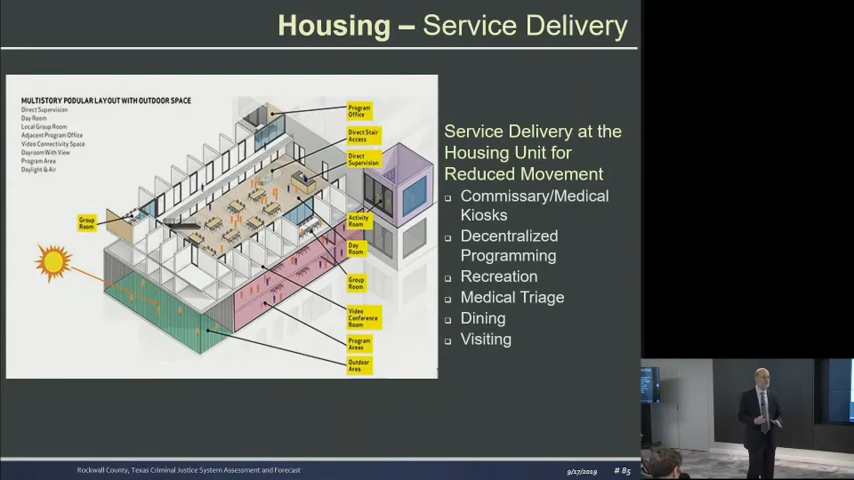 Housing – Service Delivery
MULTISTORY PODULAR LAYOUT WITH OUTDOOR SPACE
Direct Supervision
Day Room
Local Group Room
Adjacent Program Office
Video Connectivity Space
Dayroom With View
Program Area
Daylight & Air
Program
Office
Direct Stair
Access
Direct
Supervision
Group
Room
Activity
Room
Day
Room
Group
Room
Video
Conference
Room
Program
Areas
Outdoor
Area
Service Delivery at the
Housing Unit for
Reduced Movement
Commissary/Medical
Kiosks
Decentralized
Programming
Recreation
Medical Triage
Dining
Visiting
Rockwall County, Texas Criminal Justice System Assessment and Forecast
9/17/2019
# 85